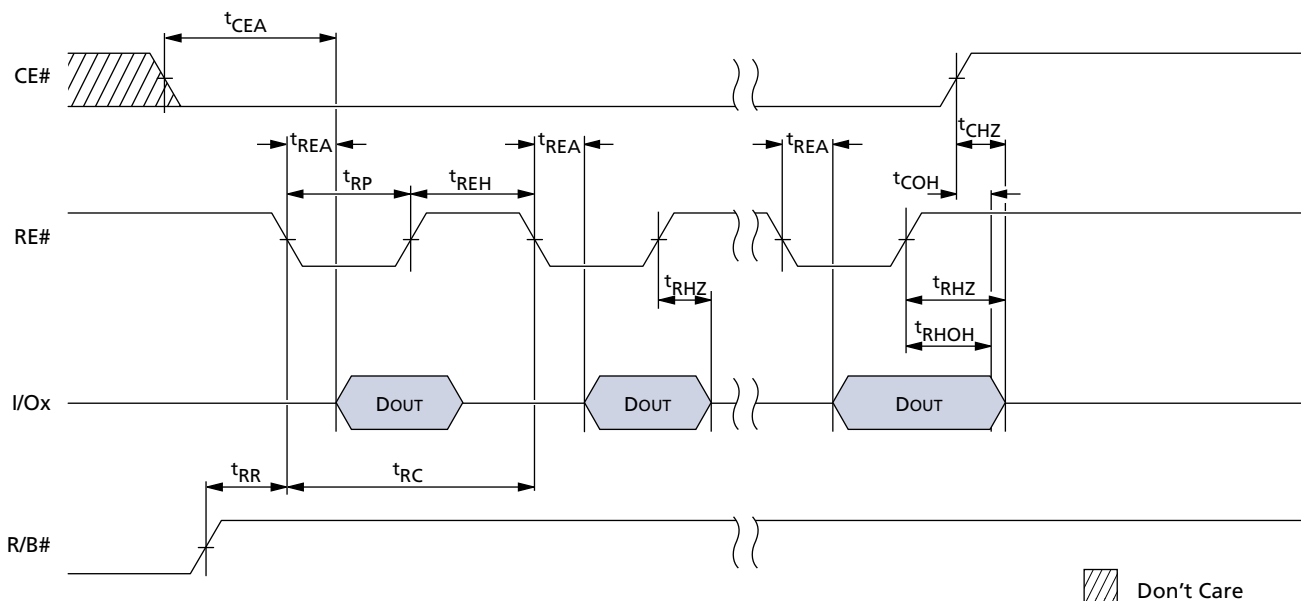 tCEA
CE#
tCHZ
tREA tREA tREA
tCOH
tRP tREH
RE#
tRHZ tRHZ
tRHOH
I/Ox DOUT DOUT DOUT
tRR tRC
R/B#
Don't Care